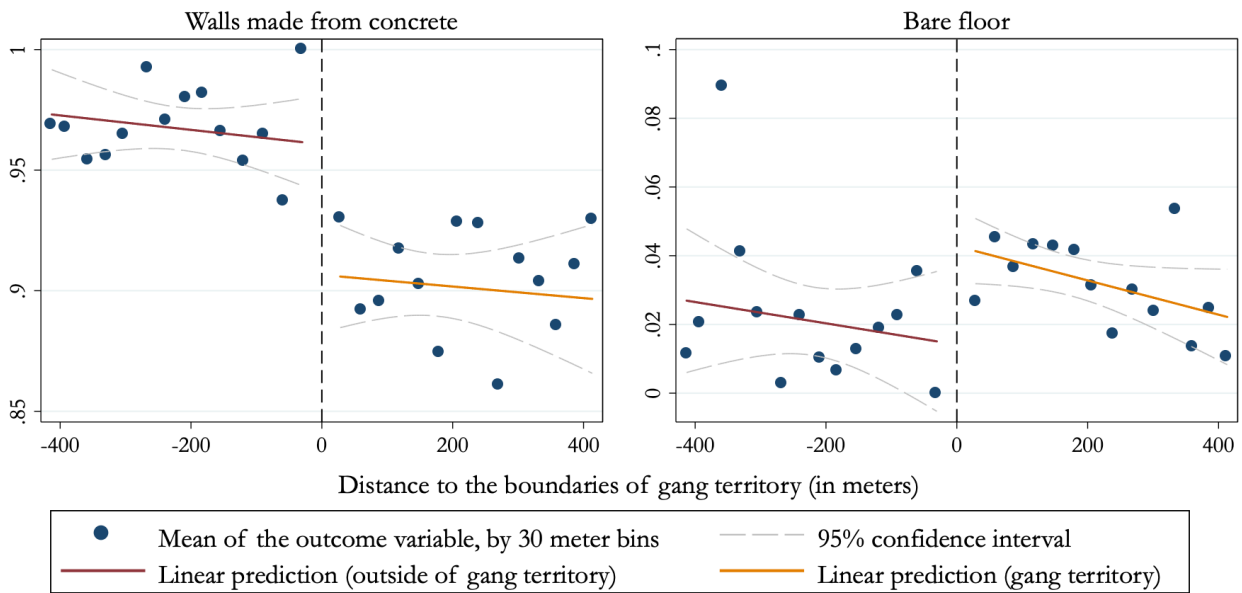 Walls made from concrete
1
.95
.9
.85
-400 -200 0 200 400
Bare floor
.1
.08
.06
.04
.02
0
-400 -200 0 200 400
Distance to the boundaries of gang territory (in meters)
Mean of the outcome variable, by 30 meter bins
95% confidence interval
Linear prediction (outside of gang territory)
Linear prediction (gang territory)